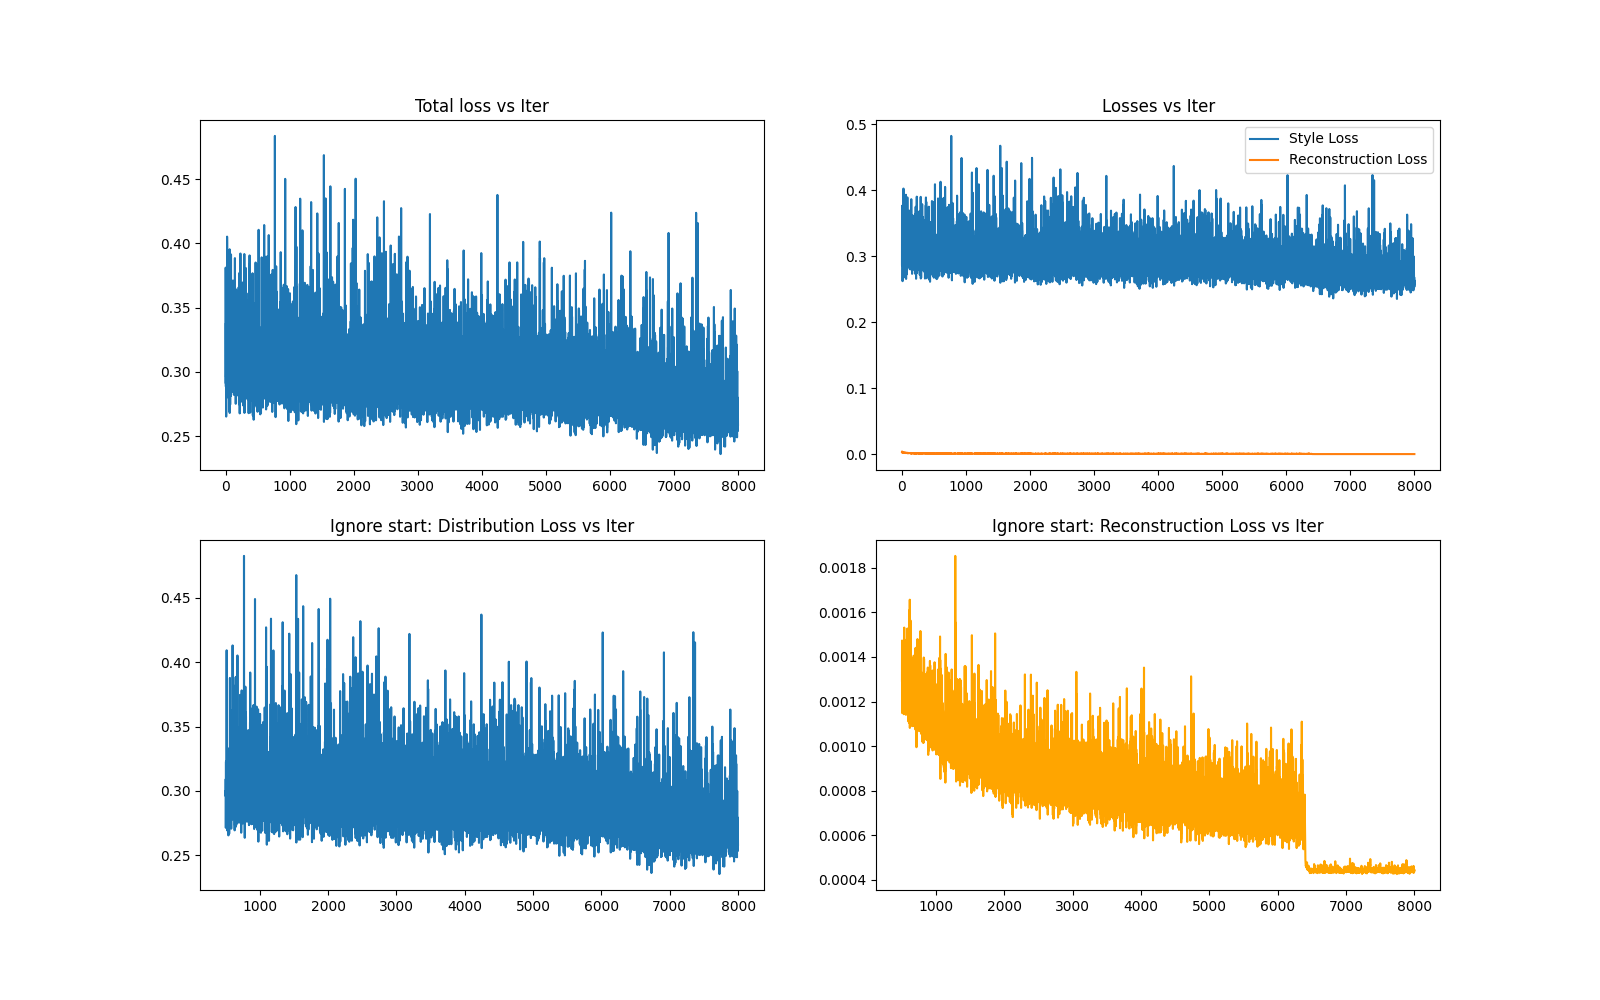 Total loss vs Iter
0.45
0.40
0.35
0.30
0.25
0 1000 2000 3000 4000 5000 6000 7000 8000
Losses vs Iter
0.5
0.4
0.3
0.2
0.1
0.0
Style Loss
Reconstruction Loss
0 1000 2000 3000 4000 5000 6000 7000 8000
Ignore start: Distribution Loss vs Iter
0.45
0.40
0.35
0.30
0.25
1000 2000 3000 4000 5000 6000 7000 8000
Ignore start: Reconstruction Loss vs Iter
0.0018
0.0016
0.0014
0.0012
0.0010
0.0008
0.0006
0.0004
1000 2000 3000 4000 5000 6000 7000 8000